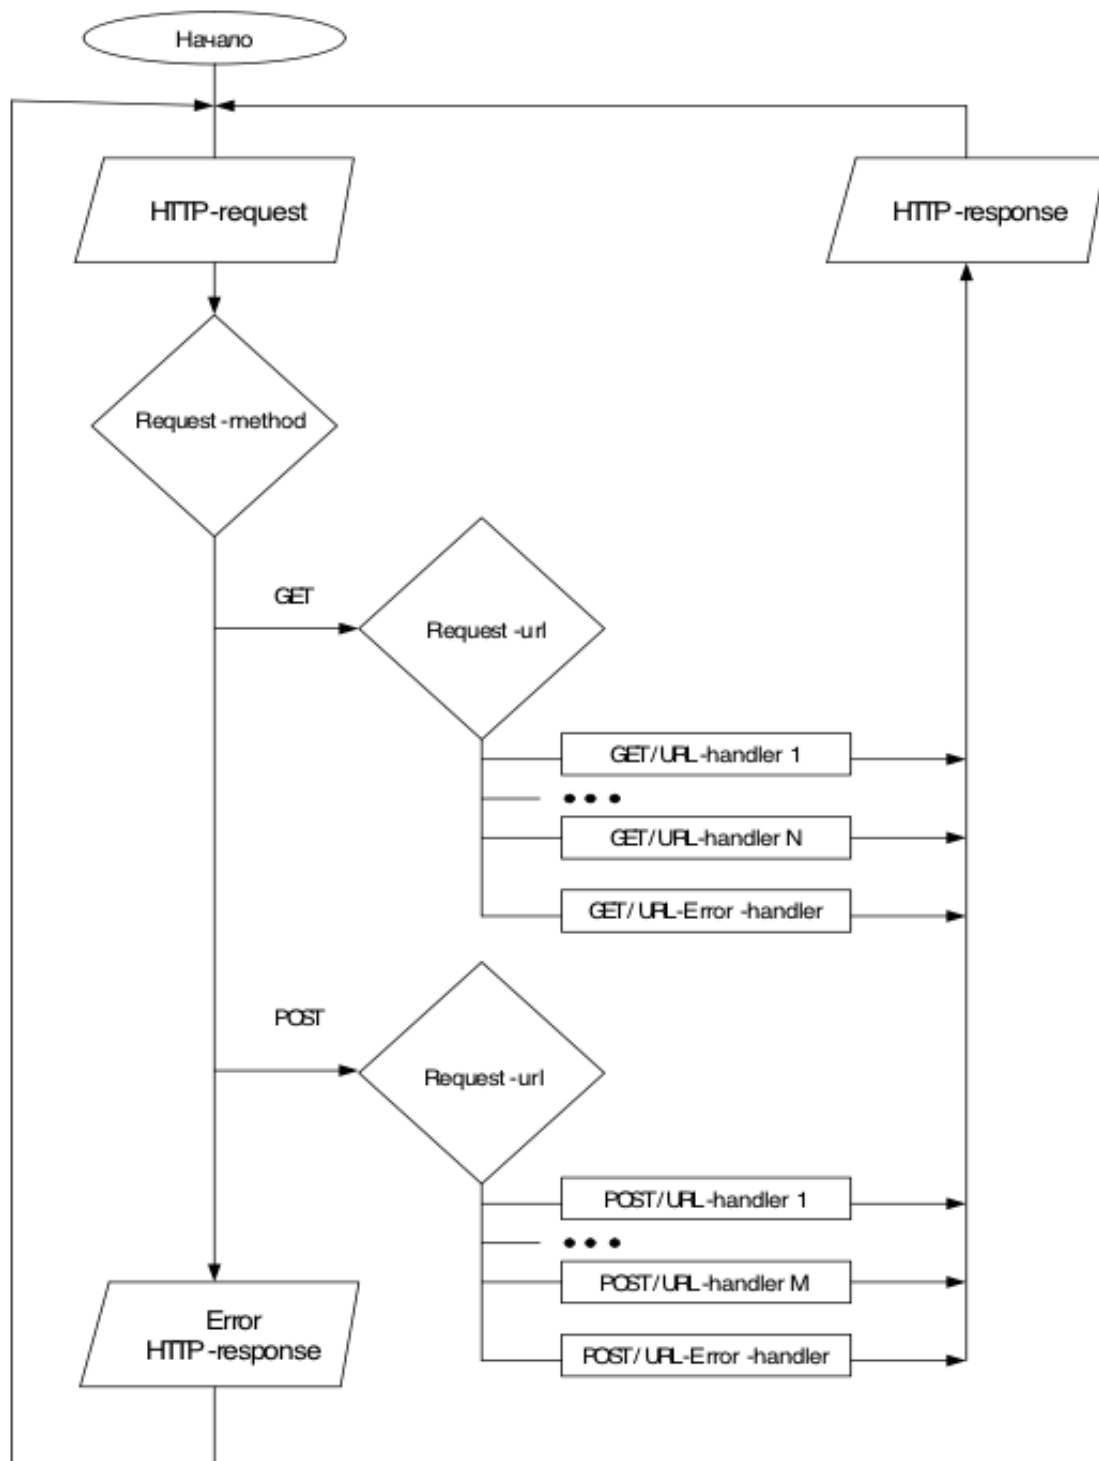 Начало
HTTP-request
HTTP-response
Request-method
GET
Request-url
GET/URL-handler 1
GET/URL-handler N
GET/URL-Error-handler
POST
Request-url
POST/URL-handler 1
POST/URL-handler M
Error
HTTP-response
POST/URL-Error-handler